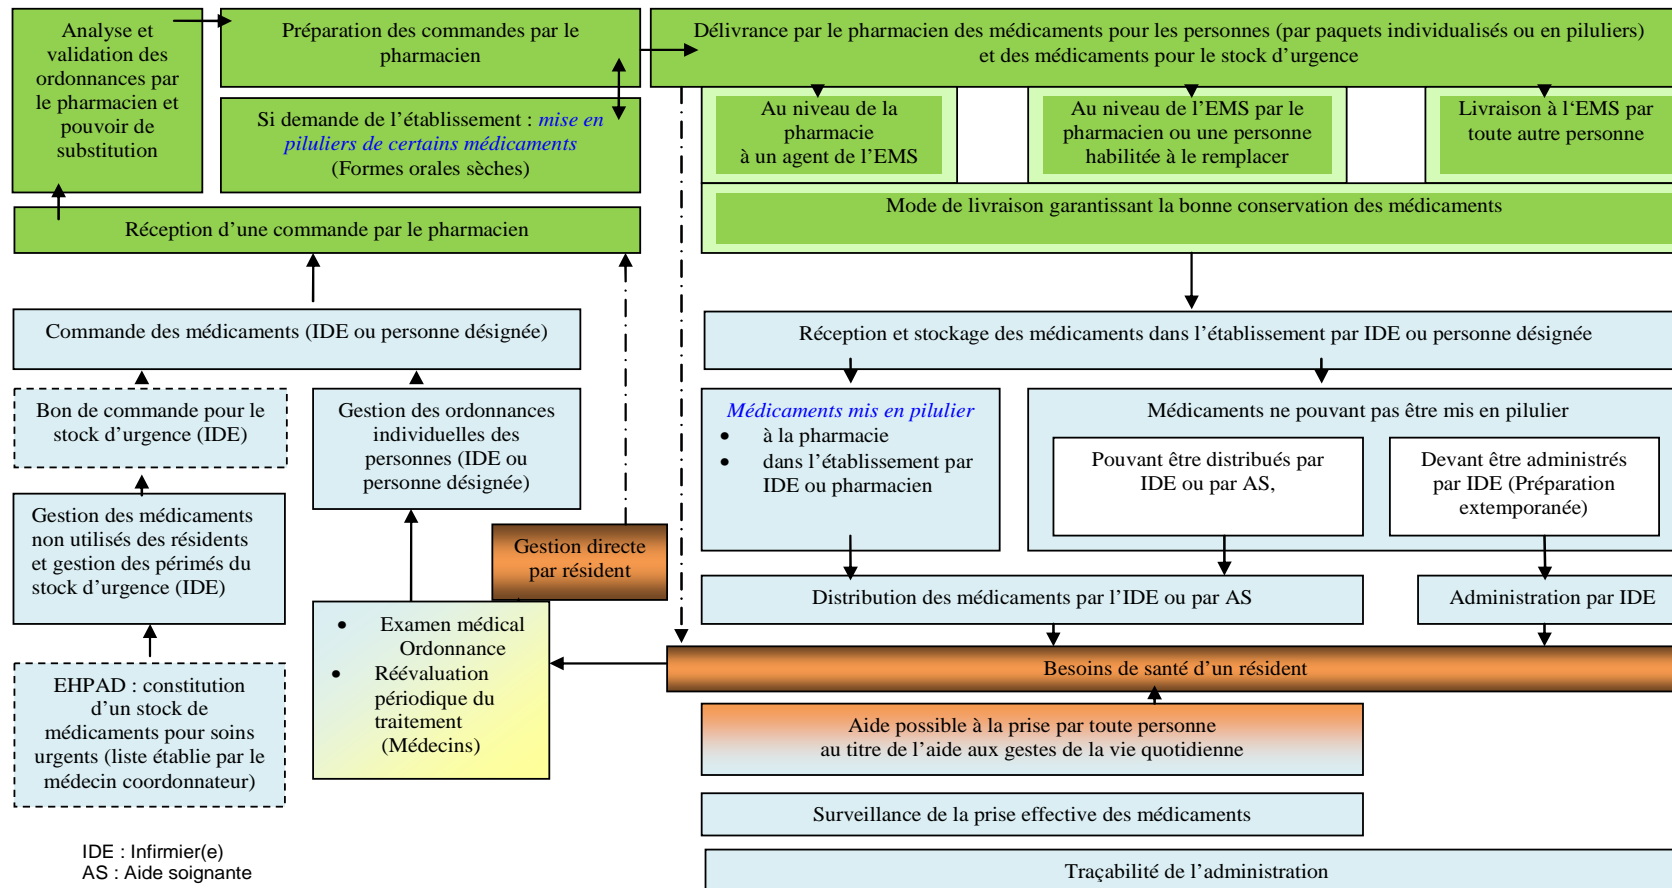 Analyse et
validation des
ordonnances par
le pharmacien et
pouvoir de
substitution
Préparation des commandes par le
pharmacien
Si demande de l’établissement : mise en
piluliers de certains médicaments
(Formes orales sèches)
Réception d’une commande par le pharmacien
Délivrance par le pharmacien des médicaments pour les personnes (par paquets individualisés ou en piluliers)
et des médicaments pour le stock d’urgence
Au niveau de la
pharmacie
à un agent de l’EMS
Au niveau de l’EMS par le
pharmacien ou une personne
habilitée à le remplacer
Livraison à l‘EMS par
toute autre personne
Mode de livraison garantissant la bonne conservation des médicaments
Commande des médicaments (IDE ou personne désignée)
Bon de commande pour le
stock d’urgence (IDE)
Gestion des ordonnances
individuelles des
personnes (IDE ou
personne désignée)
Gestion des médicaments
non utilisés des résidents
et gestion des périmés du
stock d’urgence (IDE)
Gestion directe
par résident
EHPAD : constitution
d’un stock de
médicaments pour soins
urgents (liste établie par le
médecin coordonnateur)
• Examen médical
Ordonnance
• Réévaluation
périodique du
traitement
(Médecins)
Réception et stockage des médicaments dans l’établissement par IDE ou personne désignée
Médicaments mis en pilulier
• à la pharmacie
• dans l’établissement par
IDE ou pharmacien
Médicaments ne pouvant pas être mis en pilulier
Pouvant être distribués par
IDE ou par AS,
Devant être administrés
par IDE (Préparation
extemporanée)
Distribution des médicaments par l’IDE ou par AS
Administration par IDE
Besoins de santé d’un résident
Aide possible à la prise par toute personne
au titre de l’aide aux gestes de la vie quotidienne
Surveillance de la prise effective des médicaments
Traçabilité de l’administration
IDE : Infirmier(e)
AS : Aide soignante